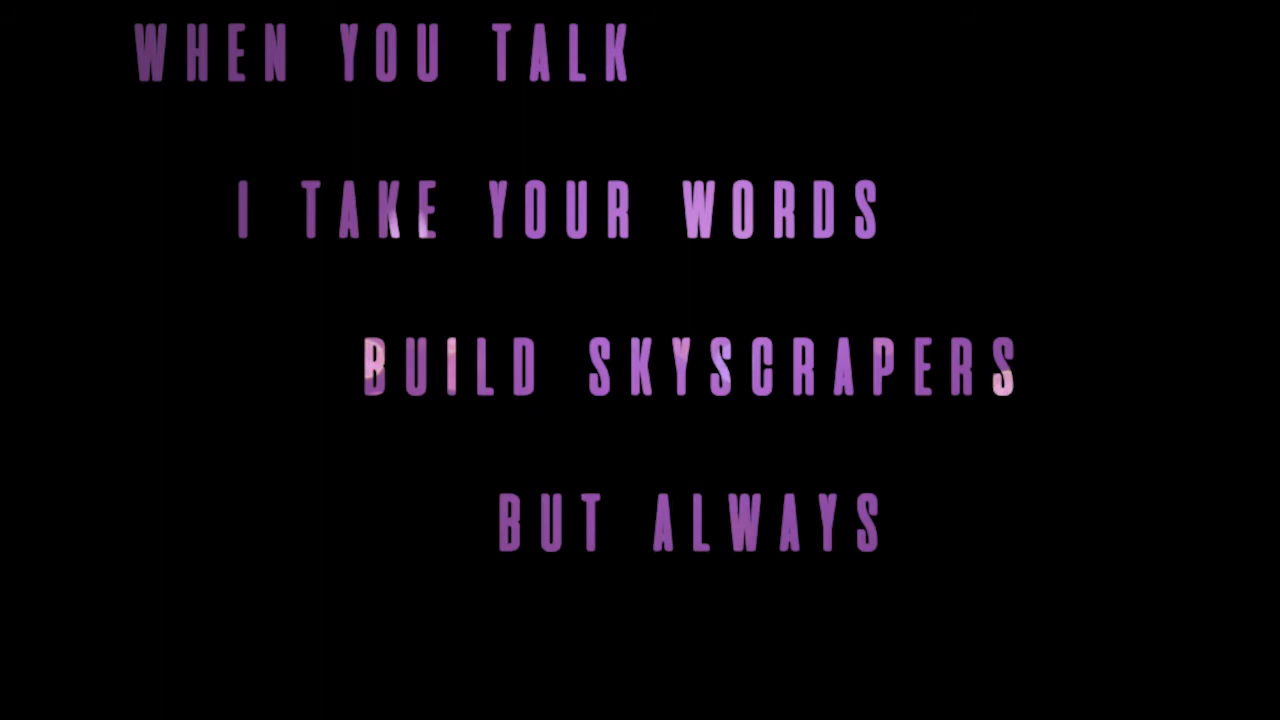 WHEN YOU TALK
I TAKE YOUR WORDS
BUILD SKYSCRAPERS
BUT ALWAYS